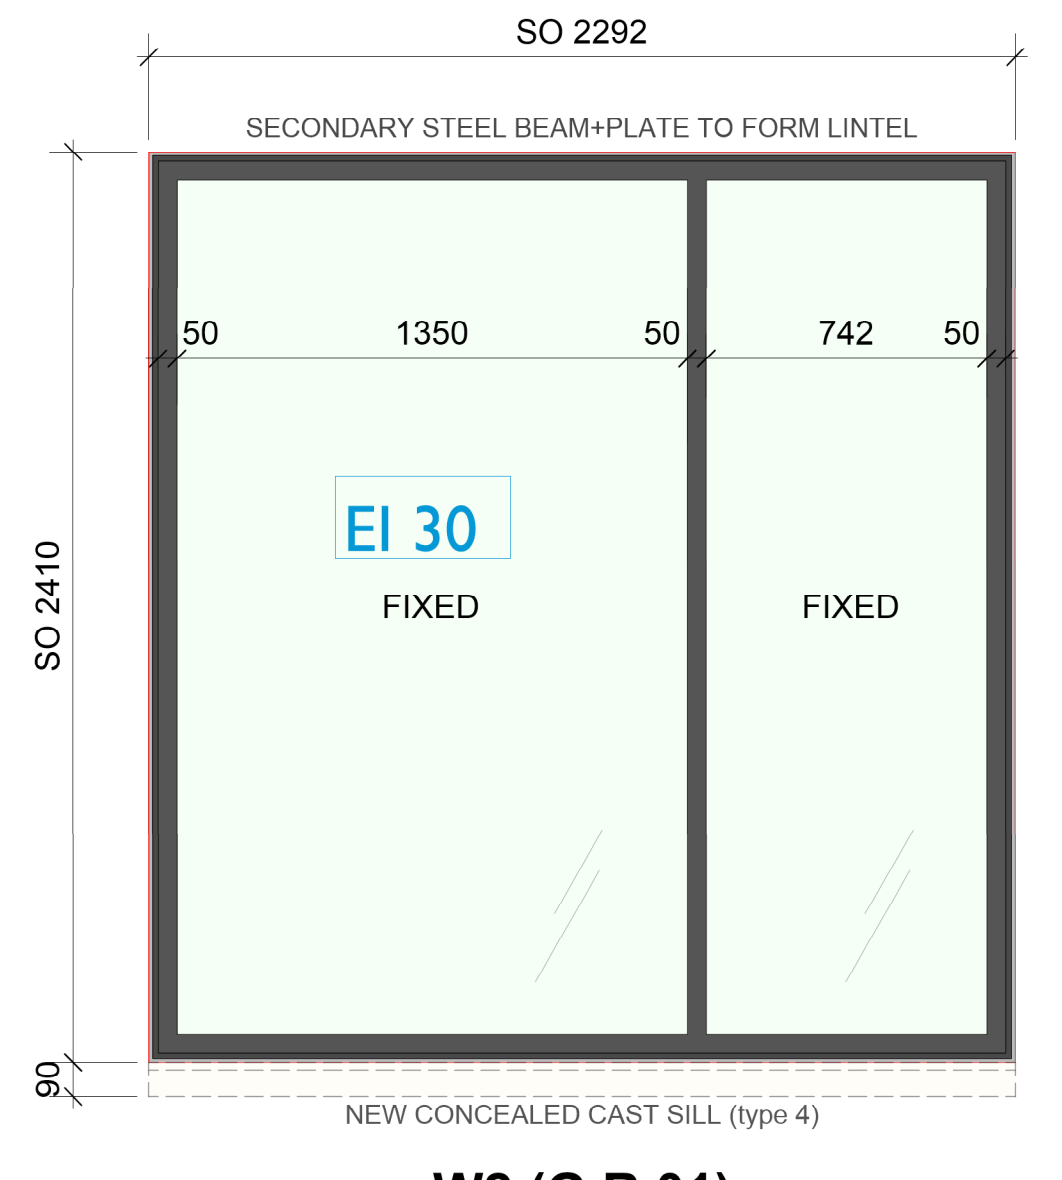 SO 2292
SECONDARY STEEL BEAM+PLATE TO FORM LINTEL
50 1350 50 742 50
EI 30
FIXED FIXED
SO 2410
90
NEW CONCEALED CAST SILL (type 4)